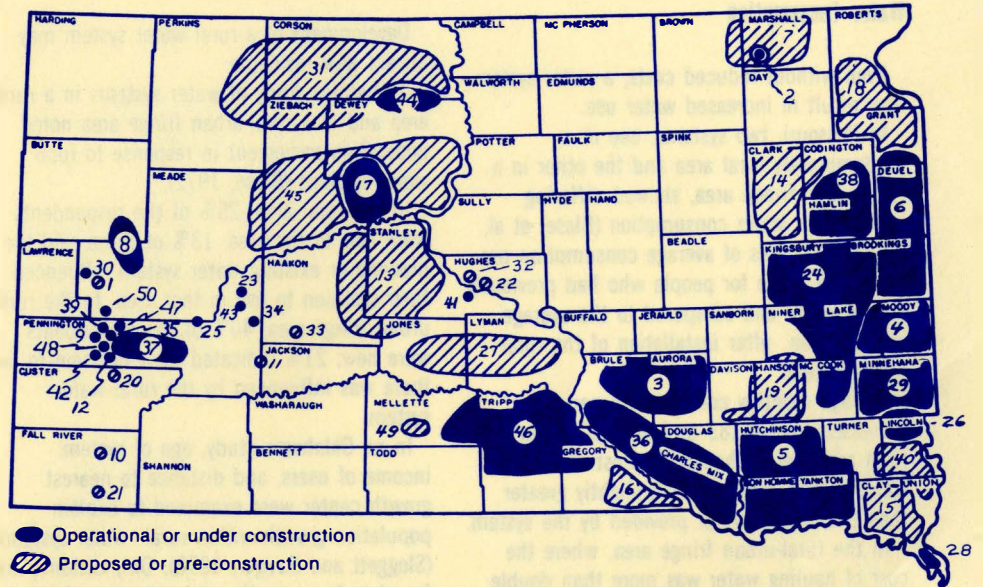 HARDING
PERKINS
CORSON
CAMPBELL
MC PHERSON
BROWN
MARSHALL
ROBERTS
7
31
WALWORTH
EDMUNDS
DAY
2
18
ZIEBACH
DEWEY
44
GRANT
BUTTE
MEADE
POTTER
FAULK
SPINK
CLARK
CODINGTON
14
38
DEUEL
45
17
SULLY
HYDE
HAND
HAMLIN
6
STANLEY
BEADLE
KINGSBURY
BROOKINGS
8
LAWRENCE
HAAKON
13
HUGHES
32
24
30
1
50
47
23
22
41
39
PENNINGTON
9
35
25
43
34
33
JONES
LYMAN
BUFFALO
JERAULD
SANBORN
MINER
LAKE
MOODY
4
48
37
JACKSON
11
27
BRULE
AURORA
DAVISON
HANSON
MC COOK
MINNEHAHA
CUSTER
20
3
19
29
42
12
WASHABAUGH
MELLETTE
TRIPP
49
46
DOUGLAS
HUTCHINSON
TURNER
LINCOLN
26
FALL RIVER
SHANNON
BENNETT
TODD
GREGORY
36
CHARLES MIX
5
40
10
16
BON HOMME
YANKTON
CLAY
UNION
15
21
28
Operational or under construction
Proposed or pre-construction